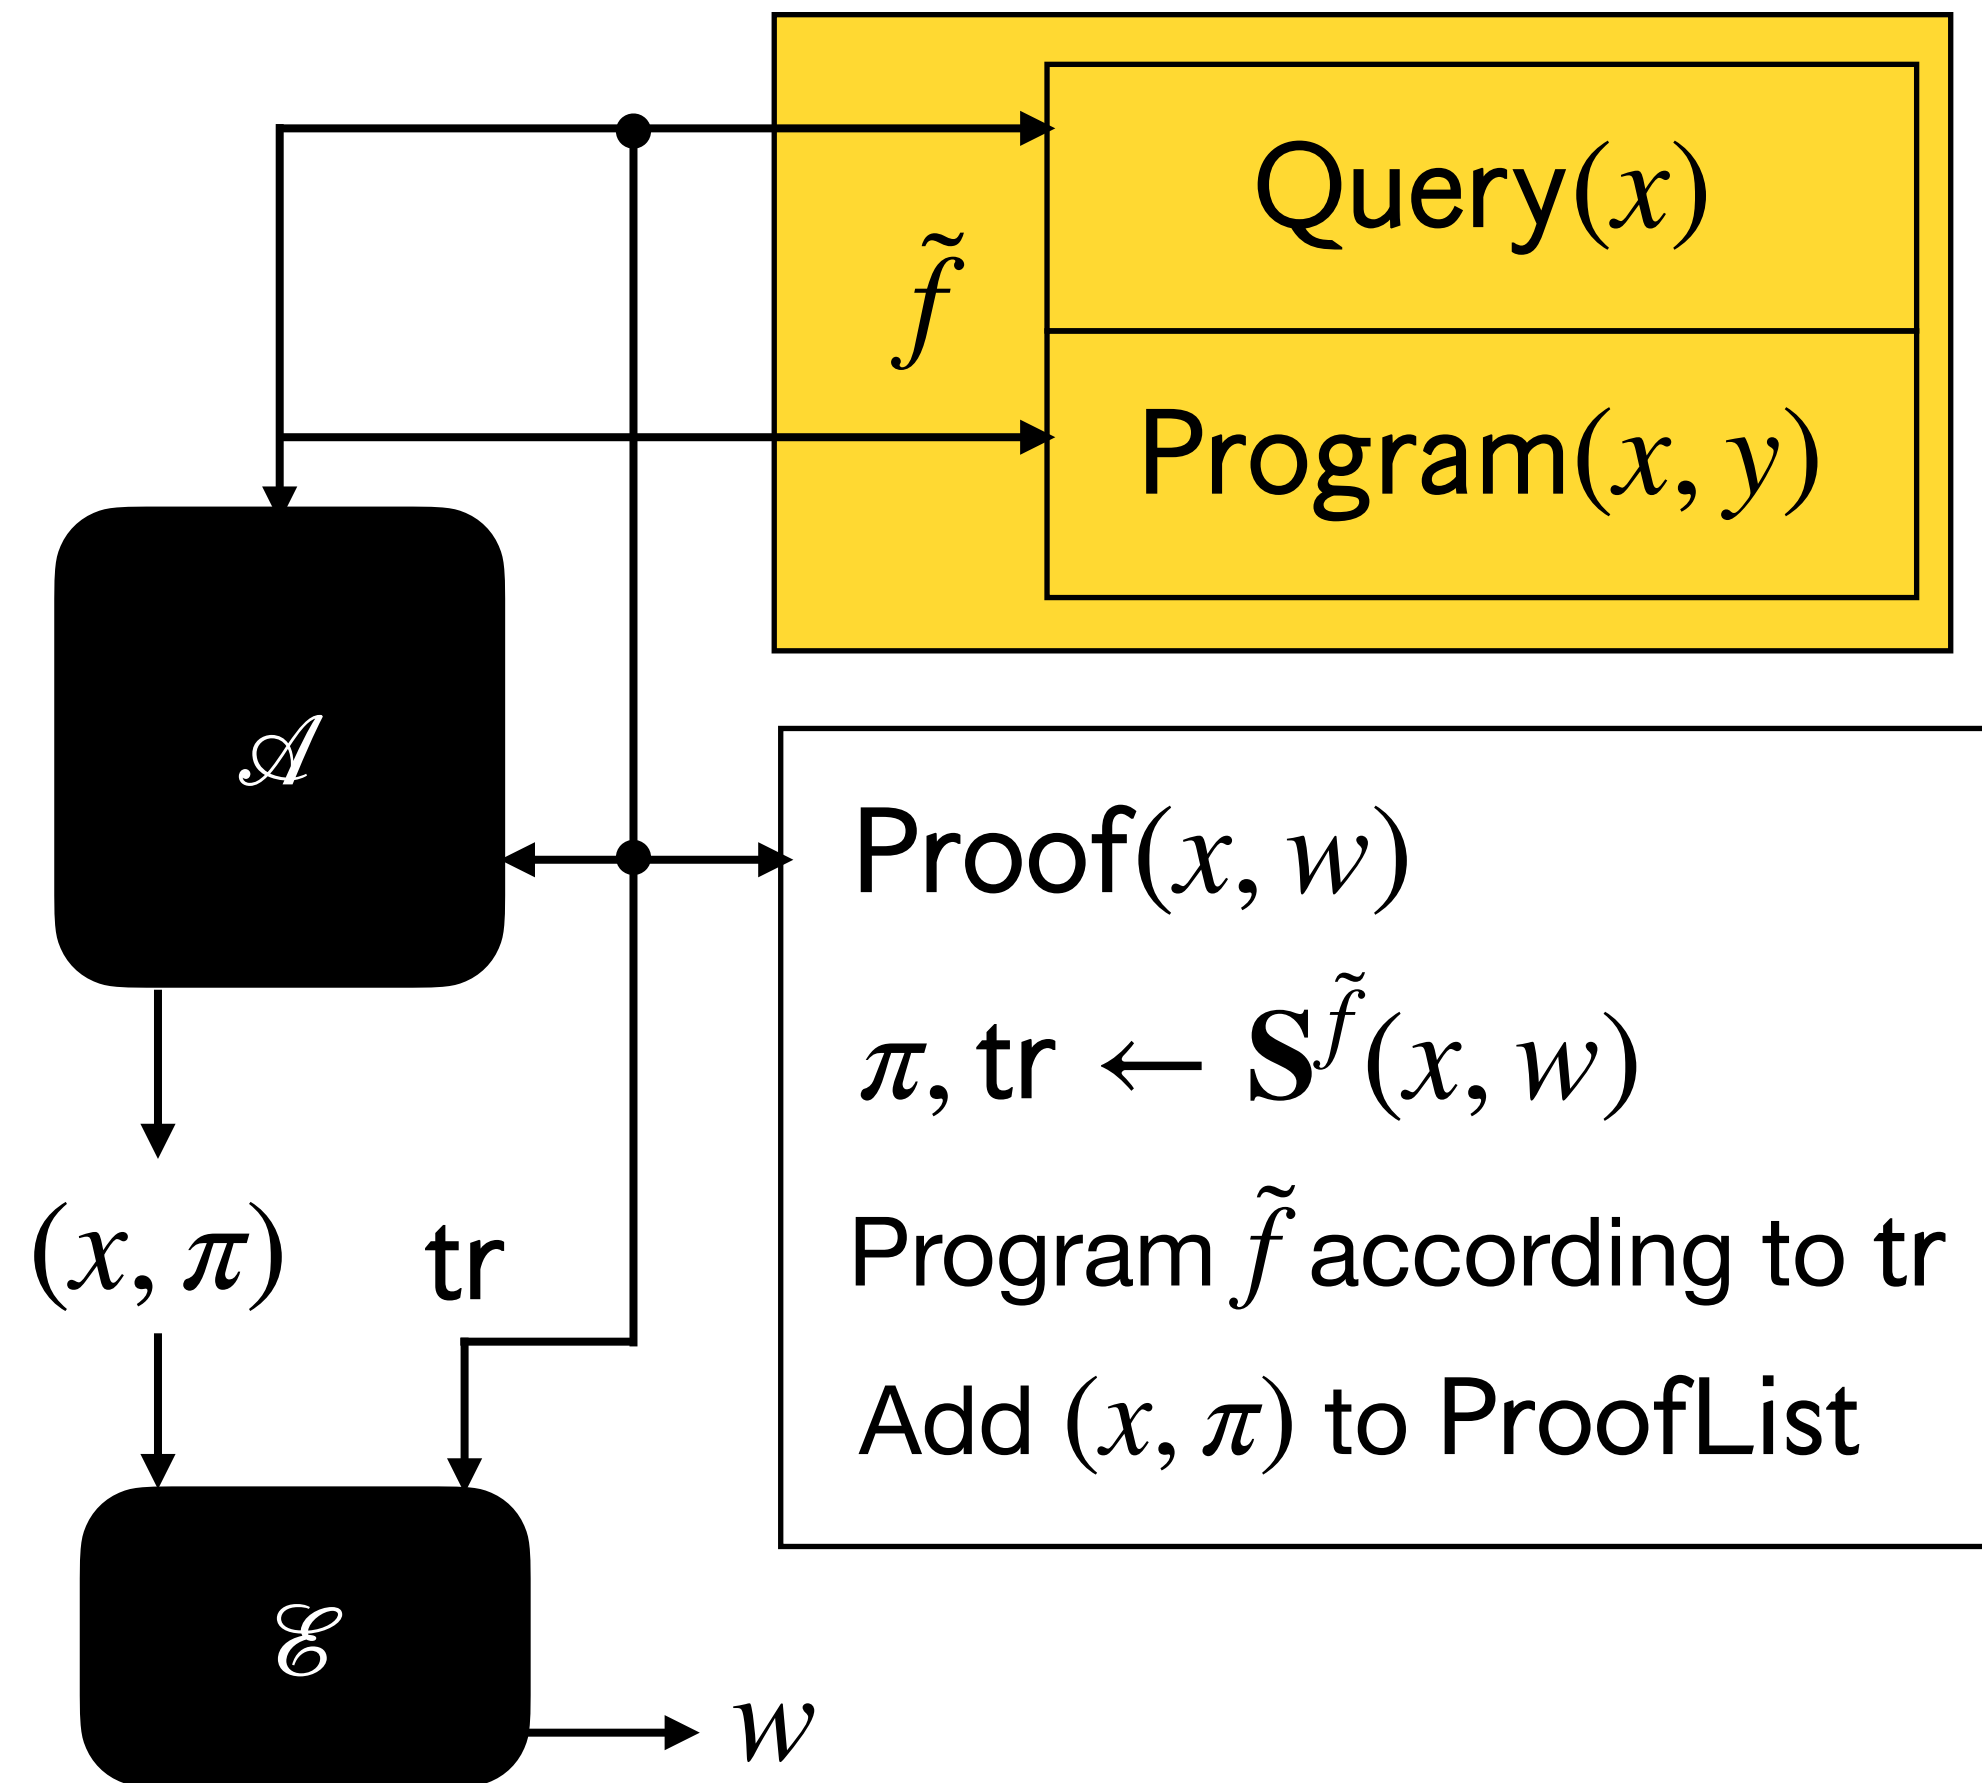 Query(x)
f̃
Program(x, y)
𝒜
Proof(x, w)
π, tr ← S^f̃(x, w)
Program f̃ according to tr
Add (x, π) to ProofList
(x, π)
tr
ℰ
w